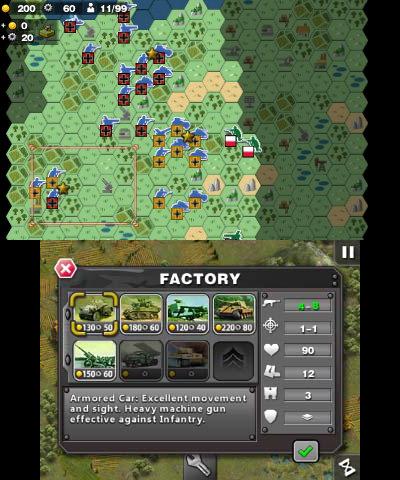 200 60 11/99
+ 0
+ 20
FACTORY
4-8
130 50 180 60 120 40 220 80
1-1
90
150 60
12
3
Armored Car: Excellent movement
and sight. Heavy machine gun
effective against Infantry.